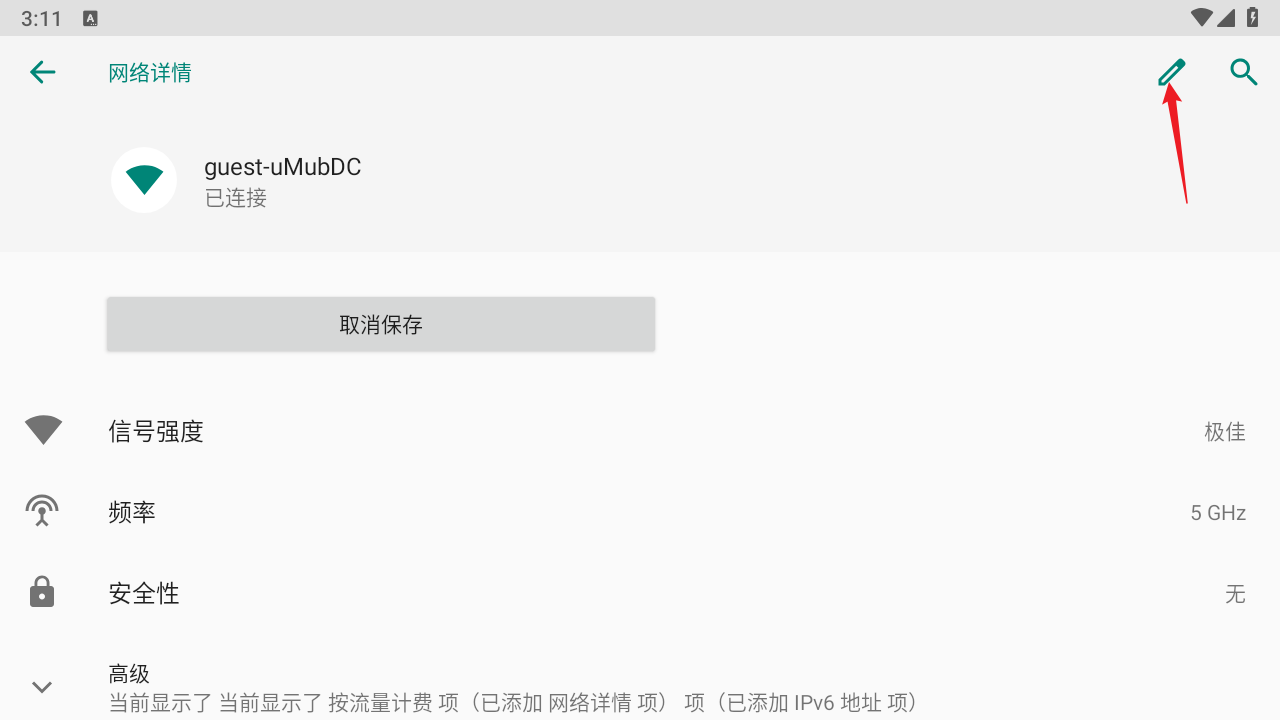 3:11
A
网络详情
guest-uMubDC
已连接
取消保存
信号强度
极佳
频率
5 GHz
安全性
无
高级
当前显示了 当前显示了 按流量计费 项（已添加 网络详情 项） 项（已添加 IPv6 地址 项）